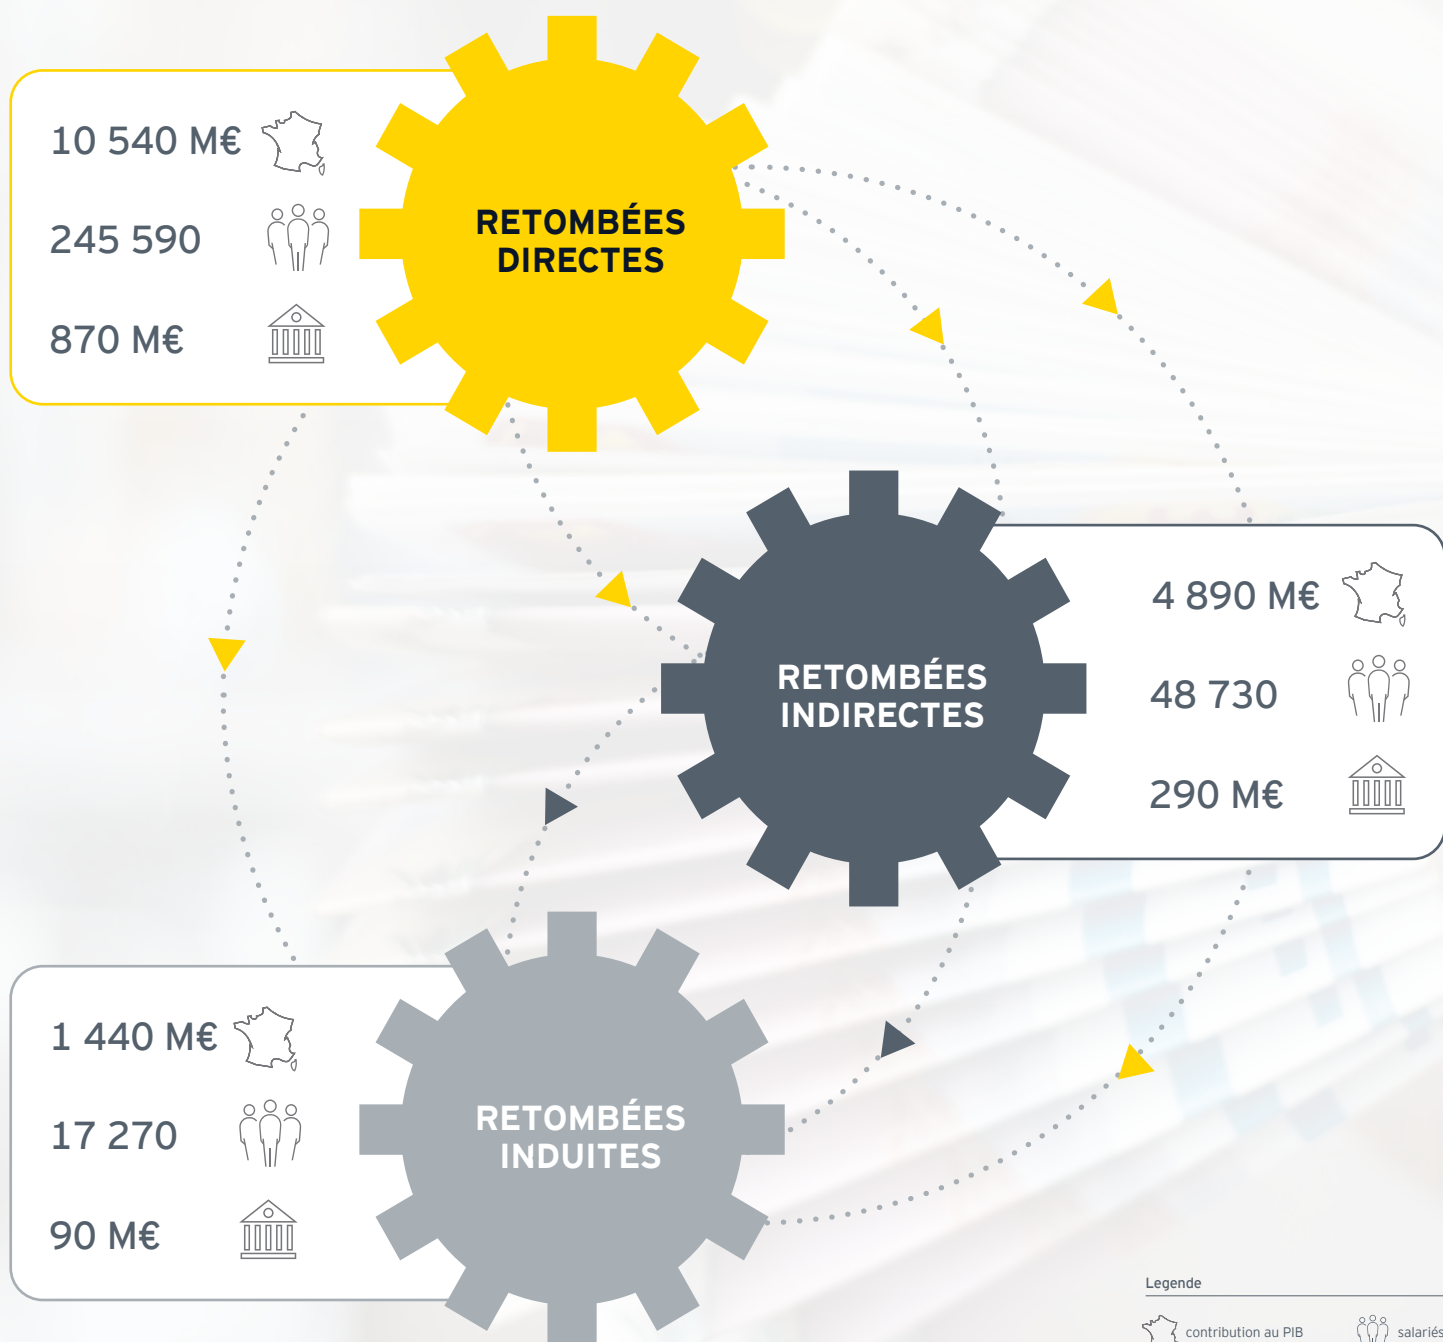 10 540 M€
245 590
870 M€
RETOMBÉES
DIRECTES
4 890 M€
48 730
290 M€
RETOMBÉES
INDIRECTES
1 440 M€
17 270
90 M€
RETOMBÉES
INDUITES
Legende
contribution au PIB
salariés